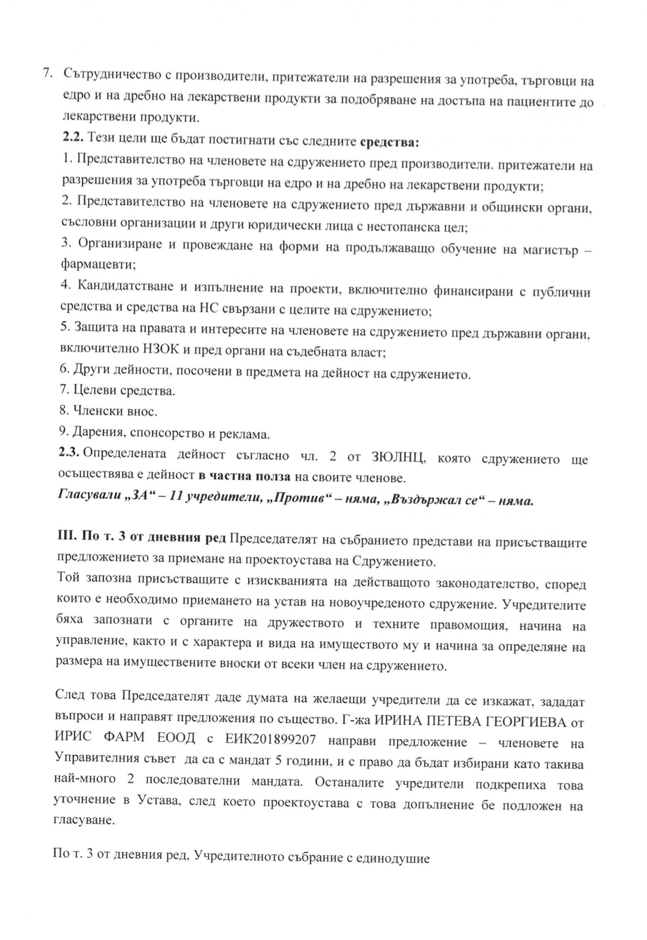 7. Сътрудничество с производители, притежатели на разрешения за употреба, търговци на
едро и на дребно на лекарствени продукти за подобряване на достъпа на пациентите до
лекарствени продукти.
2.2. Тези цели ще бъдат постигнати със следните средства:
1. Представителство на членовете на сдружението пред производители. притежатели на
разрешения за употреба търговци на едро и на дребно на лекарствени продукти;
2. Представителство на членовете на сдружението пред държавни и общински органи,
съсловни организации и други юридически лица с нестопанска цел;
3. Организиране и провеждане на форми на продължаващо обучение на магистър –
фармацевти;
4. Кандидатстване и изпълнение на проекти, включително финансирани с публични
средства и средства на НС свързани с целите на сдружението;
5. Защита на правата и интересите на членовете на сдружението пред държавни органи,
включително НЗОК и пред органи на съдебната власт;
6. Други дейности, посочени в предмета на дейност на сдружението.
7. Целеви средства.
8. Членски внос.
9. Дарения, спонсорство и реклама.
2.3. Определената дейност съгласно чл. 2 от ЗЮЛНЦ, която сдружението ще
осъществява е дейност в частна полза на своите членове.
Гласували „ЗА“ – 11 учредители, „Против“ – няма, „Въздържал се“ – няма.
III. По т. 3 от дневния ред Председателят на събранието представи на присъстващите
предложението за приемане на проектоустава на Сдружението.
Той запозна присъстващите с изискванията на действащото законодателство, според
които е необходимо приемането на устав на новоучреденото сдружение. Учредителите
бяха запознати с органите на дружеството и техните правомощия, начина на
управление, както и с характера и вида на имуществото му и начина за определяне на
размера на имуществените вноски от всеки член на сдружението.
След това Председателят даде думата на желаещи учредители да се изкажат, зададат
въпроси и направят предложения по същество. Г-жа ИРИНА ПЕТЕВА ГЕОРГИЕВА от
ИРИС ФАРМ ЕООД с ЕИК201899207 направи предложение – членовете на
Управителния съвет да са с мандат 5 години, и с право да бъдат избирани като такива
най-много 2 последователни мандата. Останалите учредители подкрепиха това
уточнение в Устава, след което проектоустава с това допълнение бе подложен на
гласуване.
По т. 3 от дневния ред, Учредителното събрание с единодушие